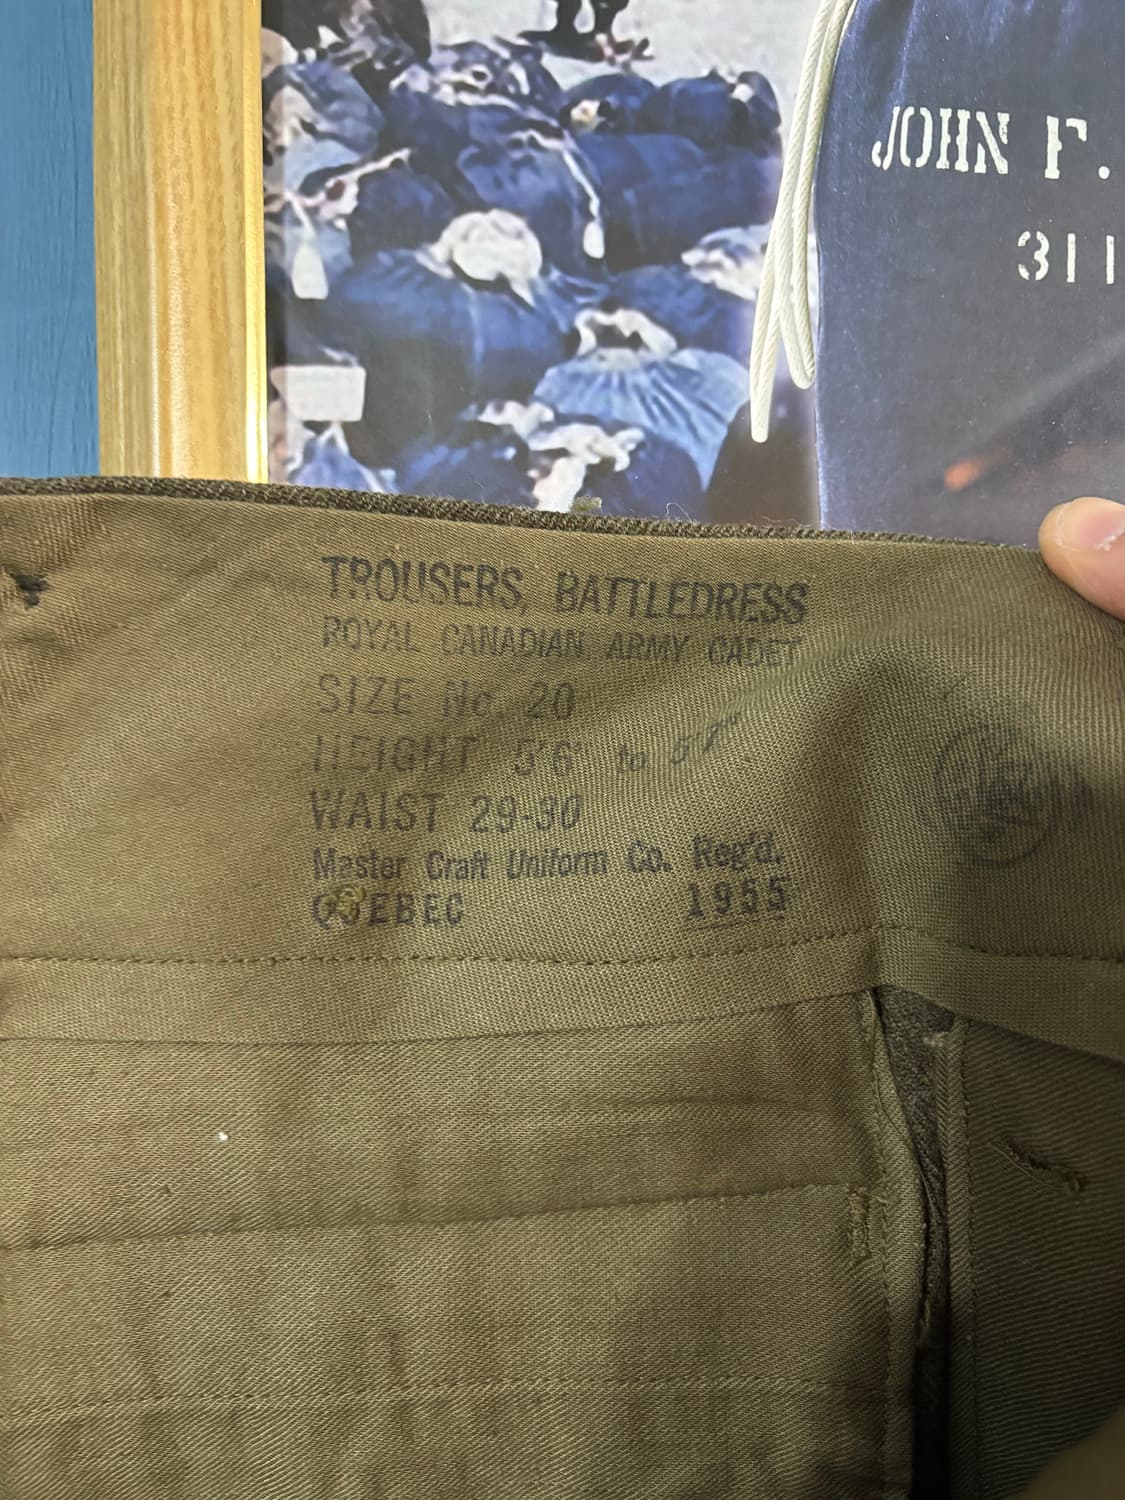 JOHN F.
311
TROUSERS, BATTLEDRESS
ROYAL CANADIAN ARMY CADET
SIZE No. 20
HEIGHT 5'6" to 5'8"
WAIST 29-30
Master Craft Uniform Co. Reg'd.
QUEBEC 1955